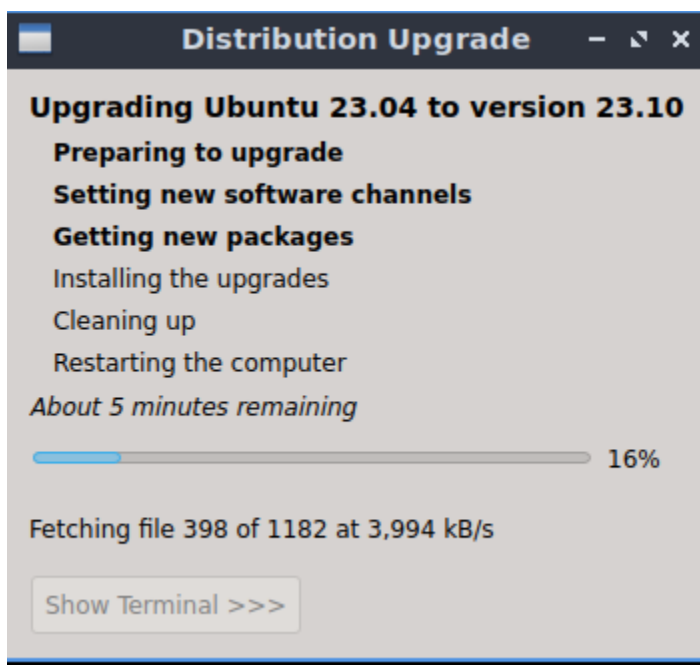 Distribution Upgrade
Upgrading Ubuntu 23.04 to version 23.10
Preparing to upgrade
Setting new software channels
Getting new packages
Installing the upgrades
Cleaning up
Restarting the computer
About 5 minutes remaining
16%
Fetching file 398 of 1182 at 3,994 kB/s
Show Terminal >>>